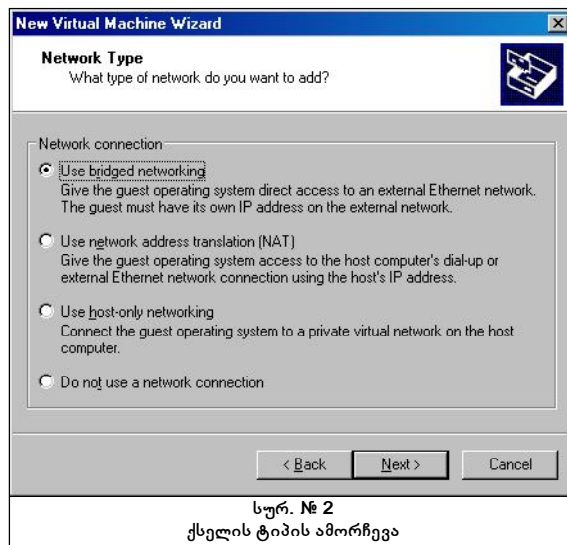 New Virtual Machine Wizard
Network Type
What type of network do you want to add?
Network connection
Use bridged networking
Give the guest operating system direct access to an external Ethernet network.
The guest must have its own IP address on the external network.
Use network address translation (NAT)
Give the guest operating system access to the host computer's dial-up or
external Ethernet network connection using the host's IP address.
Use host-only networking
Connect the guest operating system to a private virtual network on the host
computer.
Do not use a network connection
< Back
Next >
Cancel
სურ. № 2
ქსელის ტიპის ამორჩევა